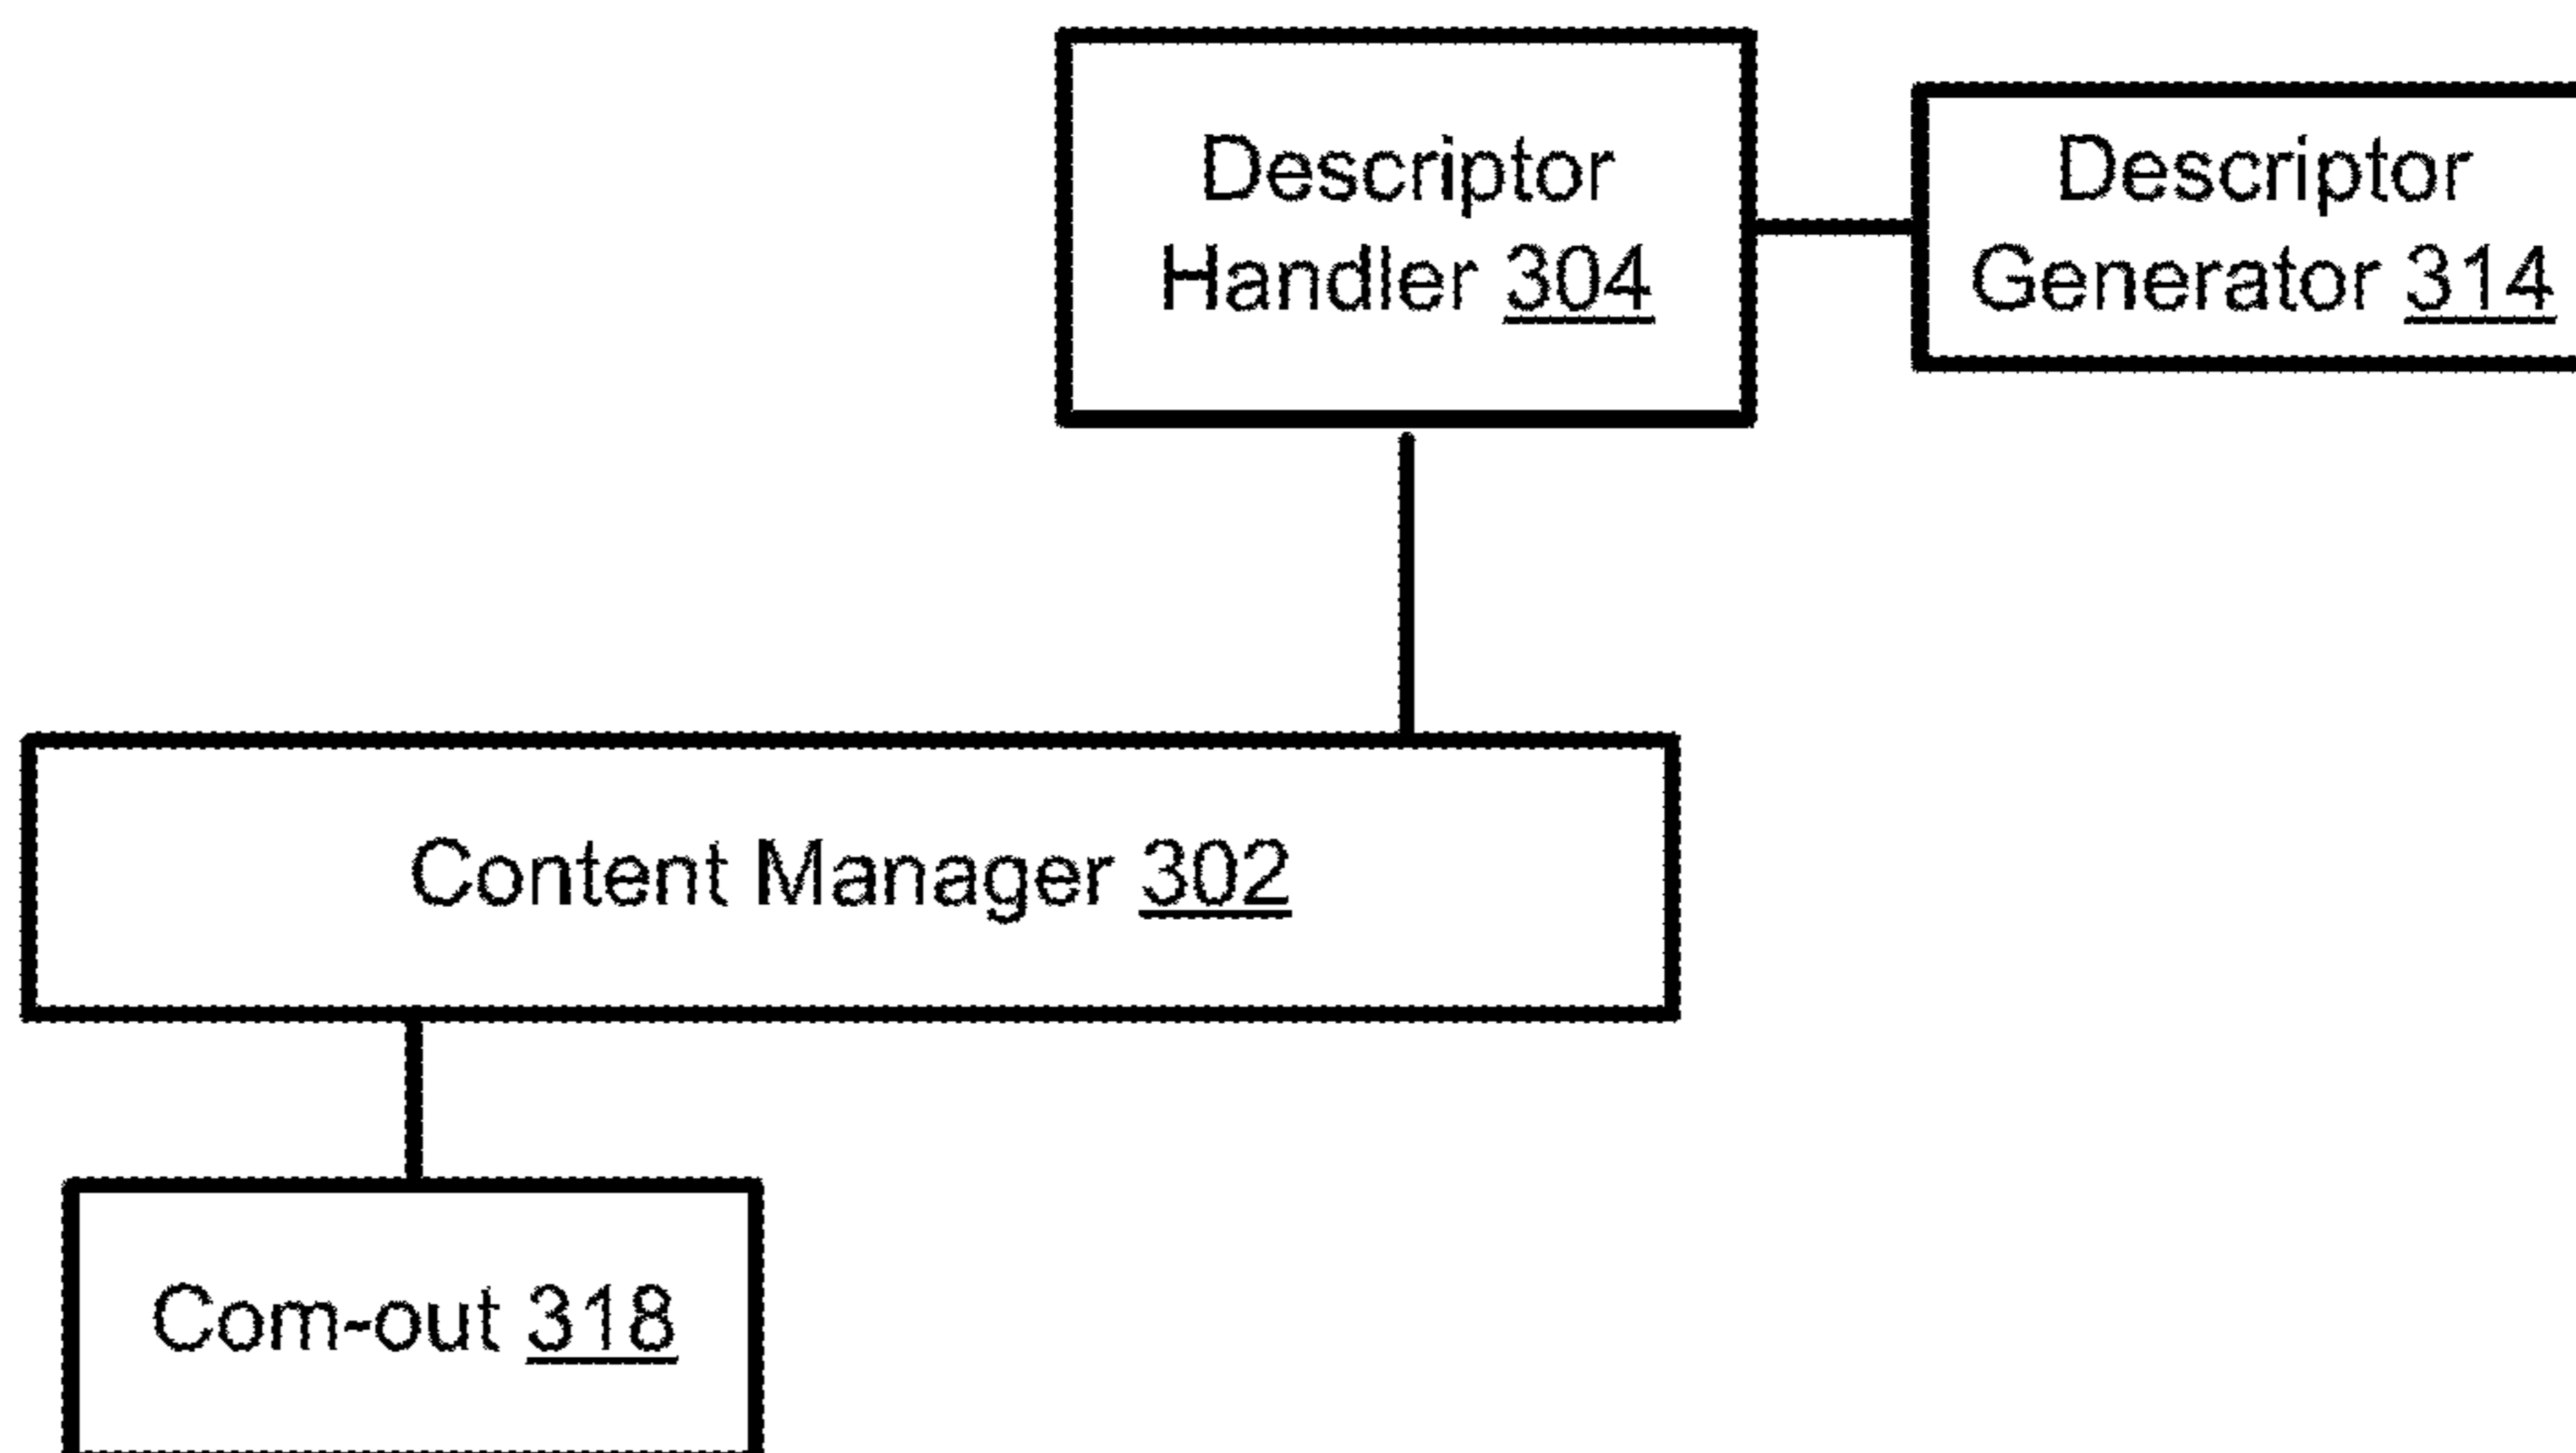 Descriptor
Handler 304
Descriptor
Generator 314
Content Manager 302
Com-out 318